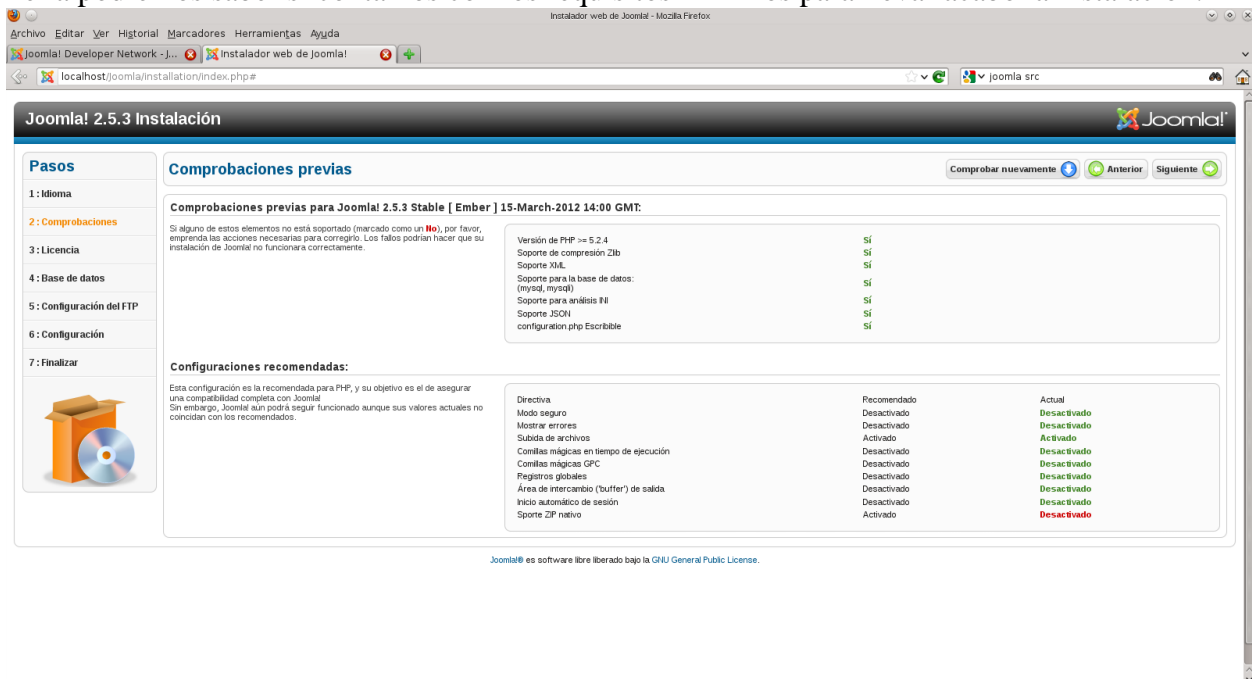 Instalador web de Joomla! - Mozilla Firefox
Archivo Editar Ver Historial Marcadores Herramientas Ayuda
Joomla! Developer Network - J... Instalador web de Joomla!
localhost/joomla/installation/index.php# joomla src
Joomla! 2.5.3 Instalación Joomla!
Pasos
1 : Idioma
2 : Comprobaciones
3 : Licencia
4 : Base de datos
5 : Configuración del FTP
6 : Configuración
7 : Finalizar
Comprobaciones previas Comprobar nuevamente Anterior Siguiente
Comprobaciones previas para Joomla! 2.5.3 Stable [ Ember ] 15-March-2012 14:00 GMT:
Si alguno de estos elementos no está soportado (marcado como un No), por favor,
emprenda las acciones necesarias para corregirlo. Los fallos podrían hacer que su
instalación de Joomla! no funcionara correctamente.
Versión de PHP >= 5.2.4 Sí
Soporte de compresión Zlib Sí
Soporte XML Sí
Soporte para la base de datos:
(mysql, mysqli) Sí
Soporte para análisis INI Sí
Soporte JSON Sí
configuration.php Escribible Sí
Configuraciones recomendadas:
Esta configuración es la recomendada para PHP, y su objetivo es el de asegurar
una compatibilidad completa con Joomla!
Sin embargo, Joomla! aún podrá seguir funcionado aunque sus valores actuales no
coincidan con los recomendados.
Directiva Recomendado Actual
Modo seguro Desactivado Desactivado
Mostrar errores Desactivado Desactivado
Subida de archivos Activado Activado
Comillas mágicas en tiempo de ejecución Desactivado Desactivado
Comillas mágicas GPC Desactivado Desactivado
Registros globales Desactivado Desactivado
Área de intercambio ('buffer') de salida Desactivado Desactivado
Inicio automático de sesión Desactivado Desactivado
Sporte ZIP nativo Activado Desactivado
Joomla!® es software libre liberado bajo la GNU General Public License.